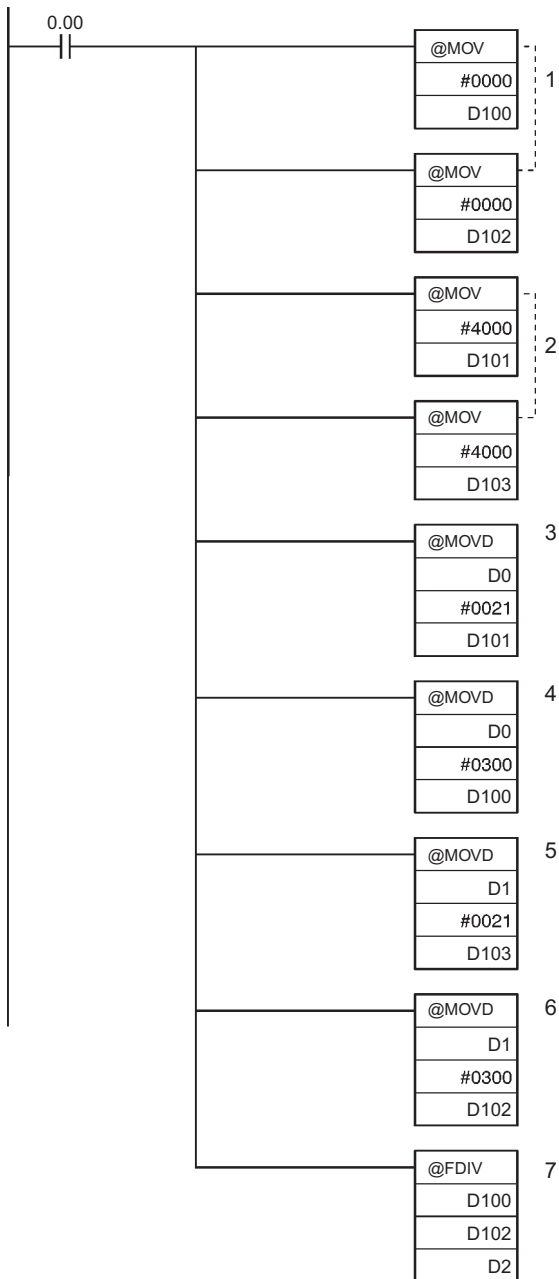 0.00
@MOV
1
#0000
D100
@MOV
#0000
D102
@MOV
2
#4000
D101
@MOV
#4000
D103
@MOVD
3
D0
#0021
D101
@MOVD
4
D0
#0300
D100
@MOVD
5
D1
#0021
D103
@MOVD
6
D1
#0300
D102
@FDIV
7
D100
D102
D2